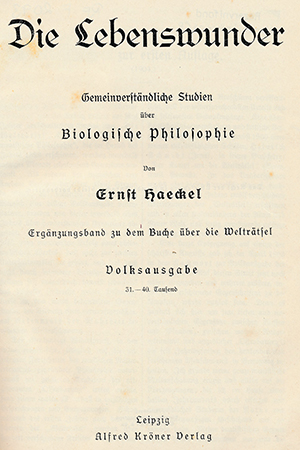 Die Lebenswunder
Gemeinverständliche Studien
über
Biologische Philosophie
Von
Ernst Haeckel
Ergänzungsband zu dem Buche über die Welträtsel
Volksausgabe
31.—40. Tausend
Leipzig
Alfred Kröner Verlag